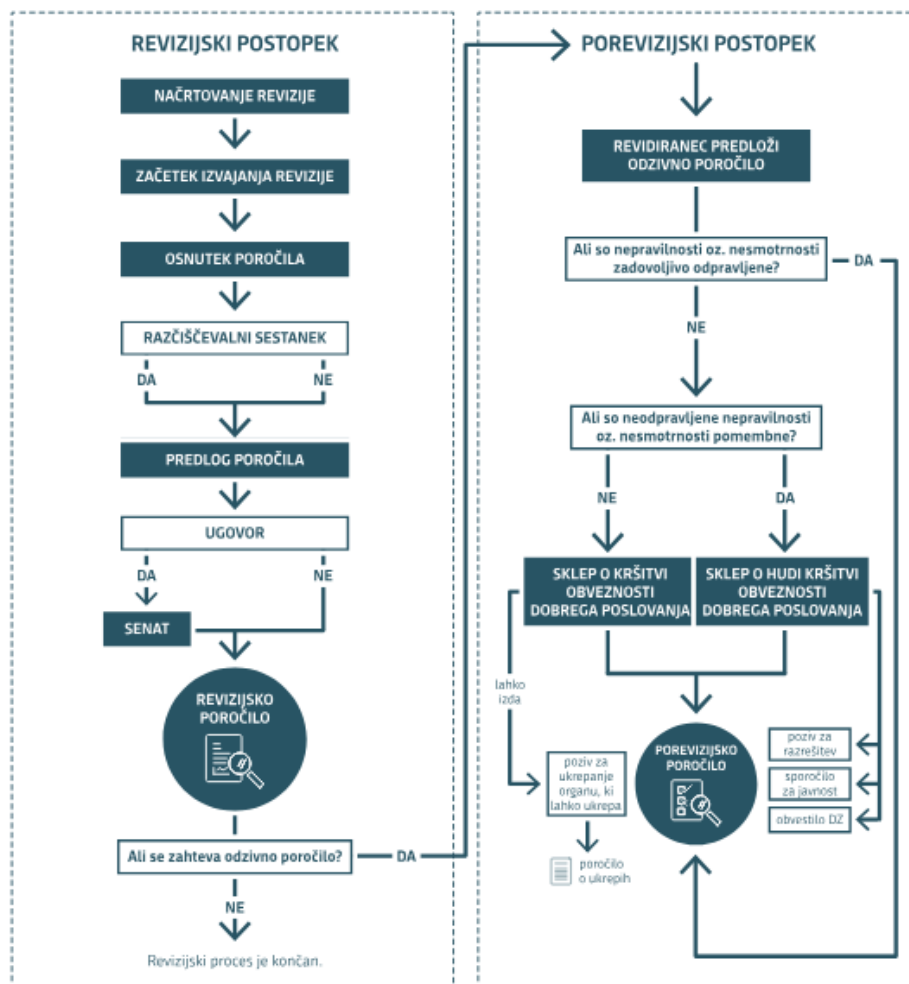 REVIZIJSKI POSTOPEK
NAČRTOVANJE REVIZIJE
ZAČETEK IZVAJANJA REVIZIJE
OSNUTEK POROČILA
RAZČIŠČEVALNI SESTANEK
DA
NE
PREDLOG POROČILA
UGOVOR
DA
NE
SENAT
REVIZIJSKO
POROČILO
Ali se zahteva odzivno poročilo?
DA
NE
Revizijski proces je končan.
POREVIZIJSKI POSTOPEK
REVIDIRANEC PREDLOŽI
ODZIVNO POROČILO
Ali so nepravilnosti oz. nesmotrnosti
zadovoljivo odpravljene?
DA
NE
Ali so neodpravljene nepravilnosti
oz. nesmotrnosti pomembne?
NE
DA
SKLEP O KRŠITVI
OBVEZNOSTI
DOBREGA POSLOVANJA
SKLEP O HUDI KRŠITVI
OBVEZNOSTI
DOBREGA POSLOVANJA
lahko
izda
poziv za
ukrepanje
organu, ki
lahko ukrepa
poročilo
o ukrepih
POREVIZIJSKO
POROČILO
poziv za
razrešitev
sporočilo
za javnost
obvestilo DZ